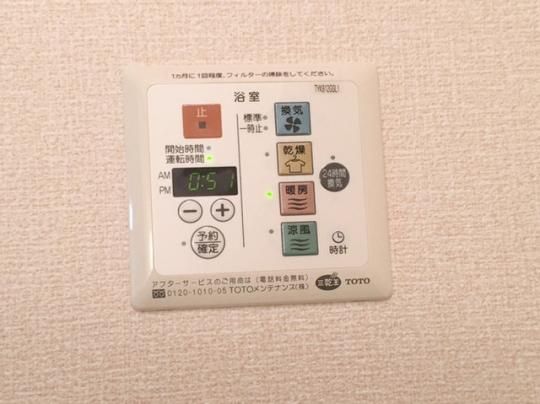 1ヵ月に1回程度、フィルターの掃除をしてください。
浴室
TYK812GGL1
止
標準
一時止
換気
開始時間
運転時間
乾燥
AM
PM
0:51
24時間
換気
暖房
予約
確定
涼風
時計
アフターサービスのご用命は (電話料金無料)
0120-1010-05 TOTOメンテナンス(株)
三乾王 TOTO